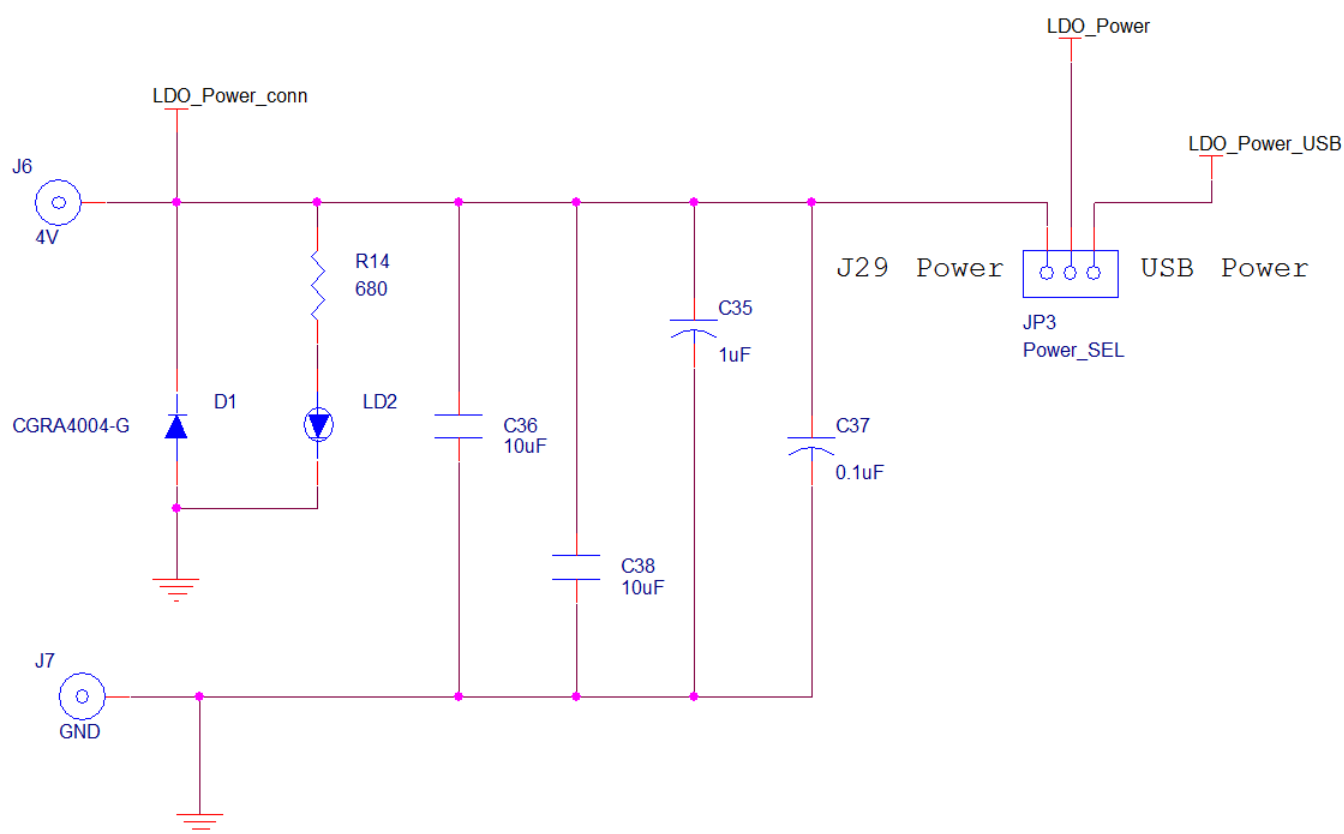 LDO_Power
LDO_Power_conn
LDO_Power_USB
J6
4V
R14
680
J29 Power
USB Power
JP3
Power_SEL
C35
1uF
D1
LD2
CGRA4004-G
C36
10uF
C37
0.1uF
C38
10uF
J7
GND